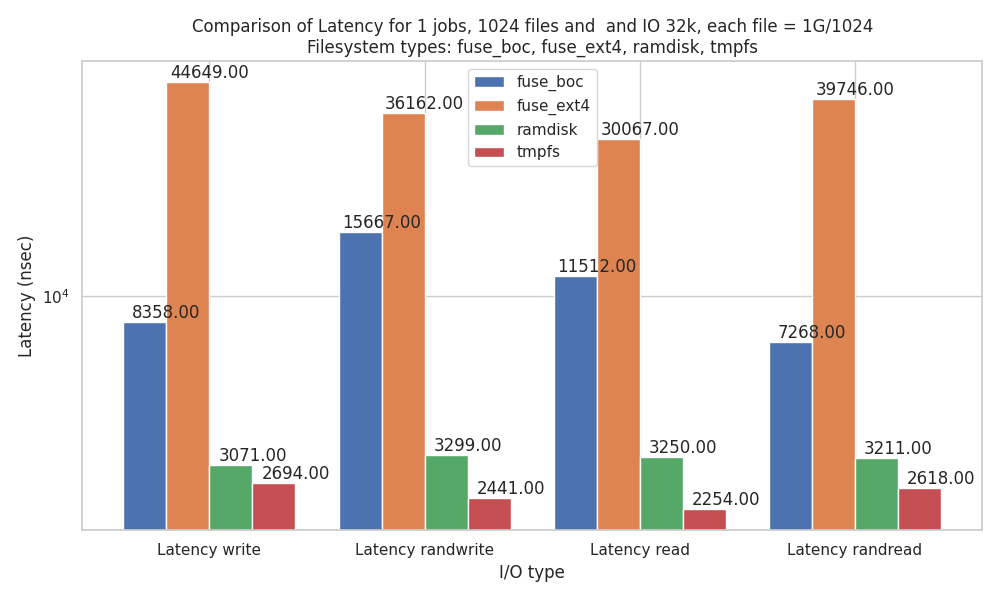 Comparison of Latency for 1 jobs, 1024 files and  and IO 32k, each file = 1G/1024
Filesystem types: fuse_boc, fuse_ext4, ramdisk, tmpfs
fuse_boc
fuse_ext4
ramdisk
tmpfs
44649.00
36162.00
30067.00
39746.00
15667.00
11512.00
8358.00
7268.00
3071.00
2694.00
3299.00
2441.00
3250.00
2254.00
3211.00
2618.00
Latency (nsec)
10⁴
Latency write
Latency randwrite
Latency read
Latency randread
I/O type